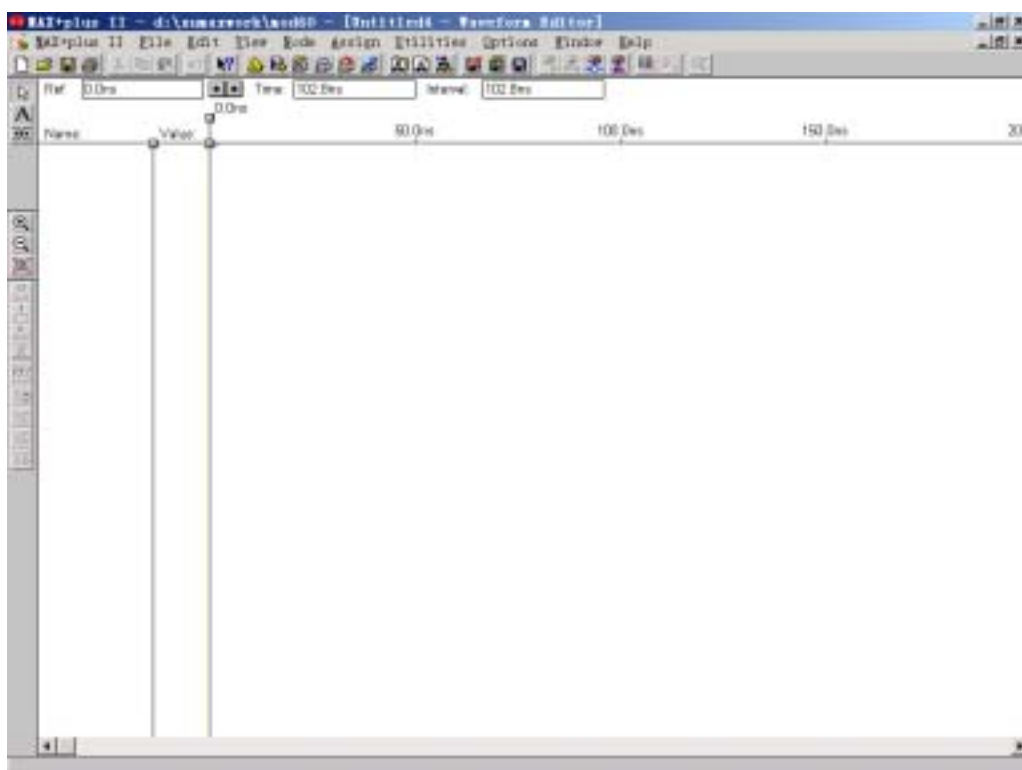 MAX+plus II - d:\xumaxwork\mod60 - [Untitled4 - Waveform Editor]
MAX+plus II File Edit View Node Assign Utilities Options Window Help
Ref: 0.0ns Time: 102.8ns Interval: 102.8ns
0.0ns
Name: Value: 50.0ns 100.0ns 150.0ns 20